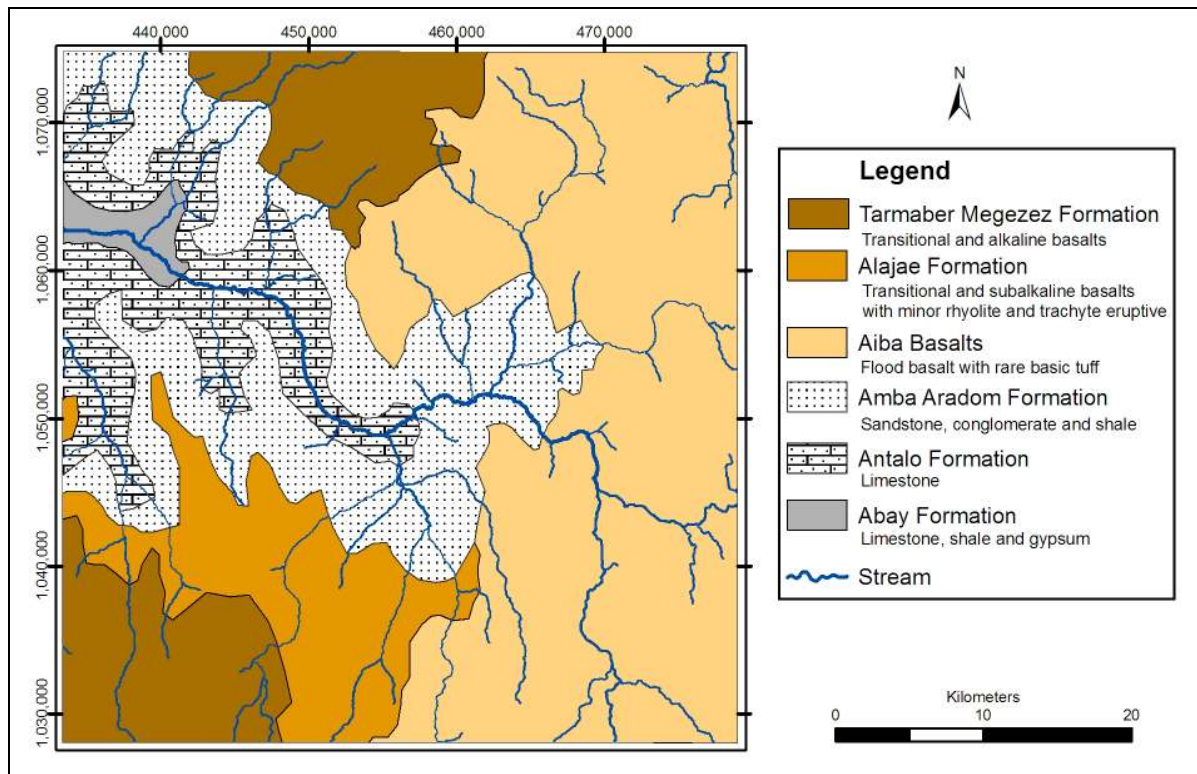 440,000 450,000 460,000 470,000
1,070,000
1,060,000
1,050,000
1,040,000
1,030,000
N
Legend
Tarmaber Megezez Formation
Transitional and alkaline basalts
Alajae Formation
Transitional and subalkaline basalts
with minor rhyolite and trachyte eruptive
Aiba Basalts
Flood basalt with rare basic tuff
Amba Aradom Formation
Sandstone, conglomerate and shale
Antalo Formation
Limestone
Abay Formation
Limestone, shale and gypsum
Stream
Kilometers
0 10 20